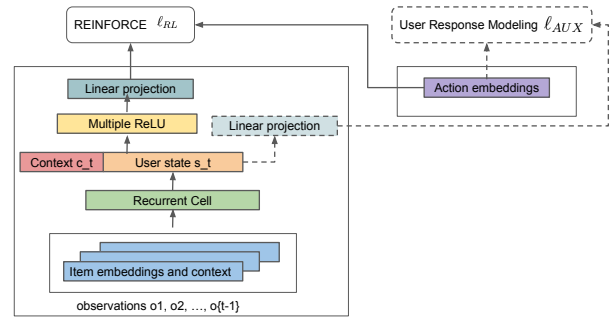 REINFORCE ℓ_RL
User Response Modeling ℓ_AUX
Linear projection
Action embeddings
Multiple ReLU
Linear projection
Context c_t
User state s_t
Recurrent Cell
Item embeddings and context
observations o1, o2, ..., o{t-1}